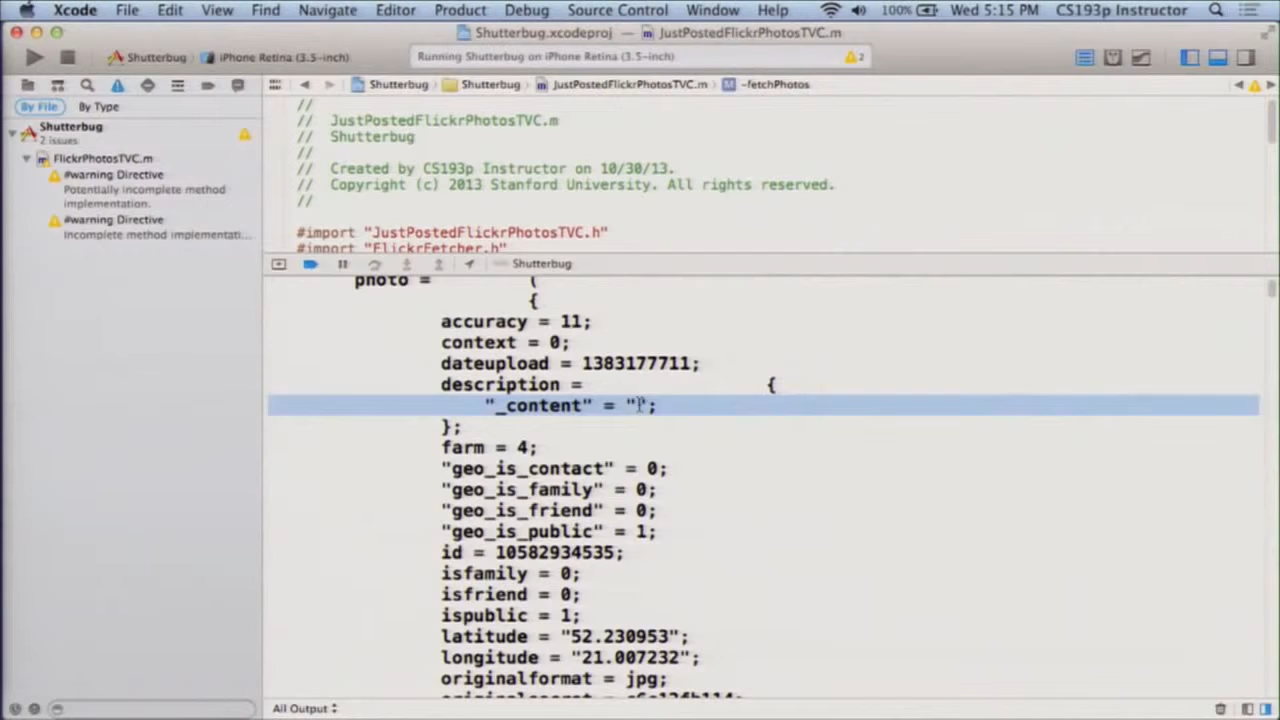 Xcode File Edit View Find Navigate Editor Product Debug Source Control Window Help 100% Wed 5:15 PM CS193p Instructor
Shutterbug.xcodeproj — JustPostedFlickrPhotosTVC.m
Shutterbug iPhone Retina (3.5-inch) Running Shutterbug on iPhone Retina (3.5-inch) 2
Shutterbug Shutterbug JustPostedFlickrPhotosTVC.m -fetchPhotos
By File By Type
Shutterbug
2 issues
FlickrPhotosTVC.m
#warning Directive
Potentially incomplete method
implementation.
#warning Directive
Incomplete method implementati...
//
// JustPostedFlickrPhotosTVC.m
// Shutterbug
//
// Created by CS193p Instructor on 10/30/13.
// Copyright (c) 2013 Stanford University. All rights reserved.
//
#import "JustPostedFlickrPhotosTVC.h"
#import "FlickrFetcher.h"
Shutterbug
photo = (
{
accuracy = 11;
context = 0;
dateupload = 1383177711;
description = {
"_content" = "";
};
farm = 4;
"geo_is_contact" = 0;
"geo_is_family" = 0;
"geo_is_friend" = 0;
"geo_is_public" = 1;
id = 10582934535;
isfamily = 0;
isfriend = 0;
ispublic = 1;
latitude = "52.230953";
longitude = "21.007232";
originalformat = jpg;
All Output